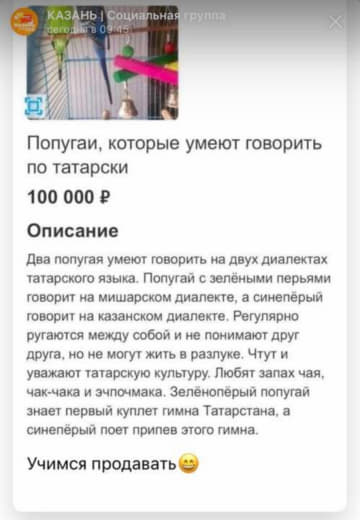 КАЗАНЬ | Социальная группа
сегодня в 09:45
Попугаи, которые умеют говорить
по татарски
100 000 ₽
Описание
Два попугая умеют говорить на двух диалектах
татарского языка. Попугай с зелёными перьями
говорит на мишарском диалекте, а синепёрый
говорит на казанском диалекте. Регулярно
ругаются между собой и не понимают друг
друга, но не могут жить в разлуке. Чтут и
уважают татарскую культуру. Любят запах чая,
чак-чака и эчпочмака. Зелёнопёрый попугай
знает первый куплет гимна Татарстана, а
синепёрый поет припев этого гимна.
Учимся продавать😄